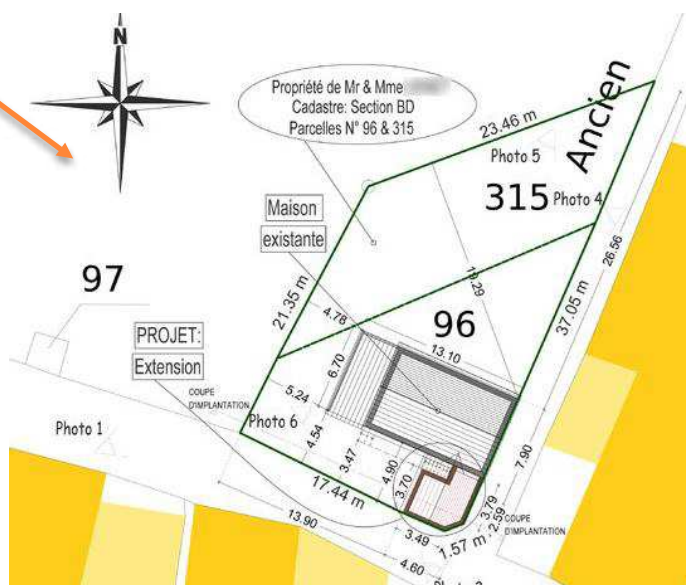 N
Propriété de Mr & Mme
Cadastre: Section BD
Parcelles N° 96 & 315
23.46 m
Ancien
Photo 5
315
Photo 4
Maison
existante
26.56
19.29
37.05 m
97
21.35 m
4.78
96
13.10
PROJET:
Extension
6.70
5.24
COUPE
D'IMPLANTATION
Photo 6
Photo 1
4.54
3.47
4.90
3.70
7.90
17.44 m
3.79
2.59
COUPE
D'IMPLANTATION
13.90
3.49
1.57 m
4.60